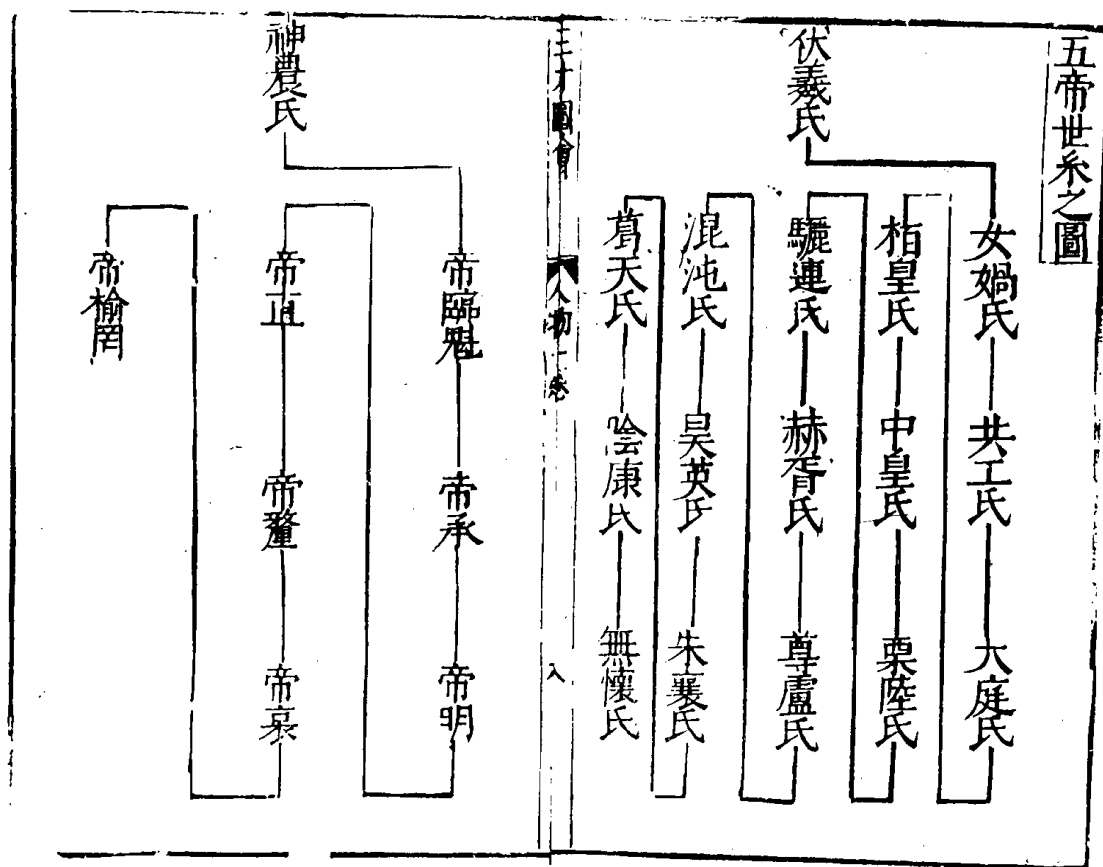 五帝世系之圖
伏羲氏
女媧氏
共工氏
大庭氏
栢皇氏
中皇氏
栗陸氏
驪連氏
赫胥氏
尊盧氏
混沌氏
昊英氏
朱襄氏
葛天氏
陰康氏
無懷氏
三才圖會
人物一卷
八
神農氏
帝臨魁
帝承
帝明
帝直
帝釐
帝哀
帝榆罔